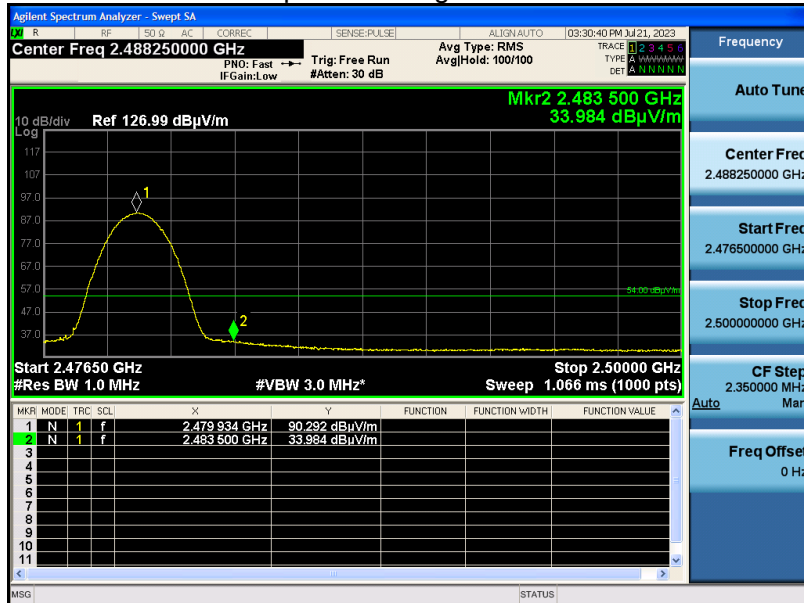 Agilent Spectrum Analyzer - Swept SA
LXI R RF 50 Ω AC CORREC SENSE:PULSE ALIGN AUTO 03:30:40 PM Jul 21, 2023
Center Freq 2.488250000 GHz
PNO: Fast
IFGain:Low
Trig: Free Run
#Atten: 30 dB
Avg Type: RMS
Avg|Hold: 100/100
TRACE 1 2 3 4 5 6
TYPE A WWWWW
DET A N N N N N
Mkr2 2.483 500 GHz
33.984 dBµV/m
10 dB/div Ref 126.99 dBµV/m
Log
117
107
97.0
87.0
77.0
67.0
57.0
47.0
37.0
1
2
54.00 dBµV/m
Start 2.47650 GHz Stop 2.50000 GHz
#Res BW 1.0 MHz #VBW 3.0 MHz* Sweep 1.066 ms (1000 pts)
MKR MODE TRC SCL X Y FUNCTION FUNCTION WIDTH FUNCTION VALUE
1 N 1 f 2.479 934 GHz 90.292 dBµV/m
2 N 1 f 2.483 500 GHz 33.984 dBµV/m
3
4
5
6
7
8
9
10
11
MSG STATUS
Frequency
Auto Tune
Center Freq
2.488250000 GHz
Start Freq
2.476500000 GHz
Stop Freq
2.500000000 GHz
CF Step
2.350000 MHz
Auto Man
Freq Offset
0 Hz